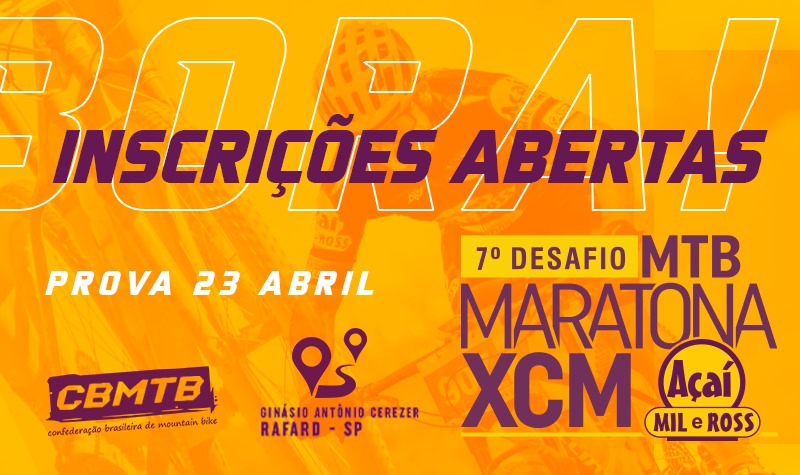 BORA!
INSCRIÇÕES ABERTAS
PROVA 23 ABRIL
7º DESAFIO MTB
MARATONA
XCM
Açaí
MIL e ROSS
CBMTB
confederação brasileira de mountain bike
GINÁSIO ANTÔNIO CEREZER
RAFARD - SP